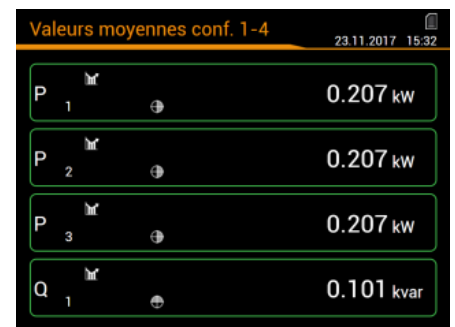 Valeurs moyennes conf. 1-4
23.11.2017 15:32
P 1 0.207 kW
P 2 0.207 kW
P 3 0.207 kW
Q 1 0.101 kvar